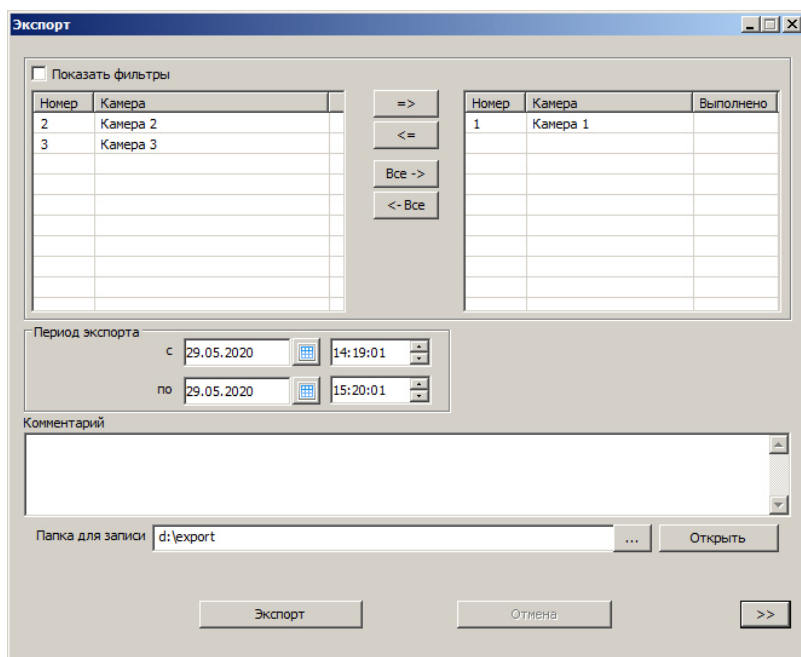 Экспорт
Показать фильтры
Номер Камера
2 Камера 2
3 Камера 3
=>
<=
Все ->
<- Все
Номер Камера Выполнено
1 Камера 1
Период экспорта
с 29.05.2020 14:19:01
по 29.05.2020 15:20:01
Комментарий
Папка для записи d:\export ... Открыть
Экспорт Отмена >>